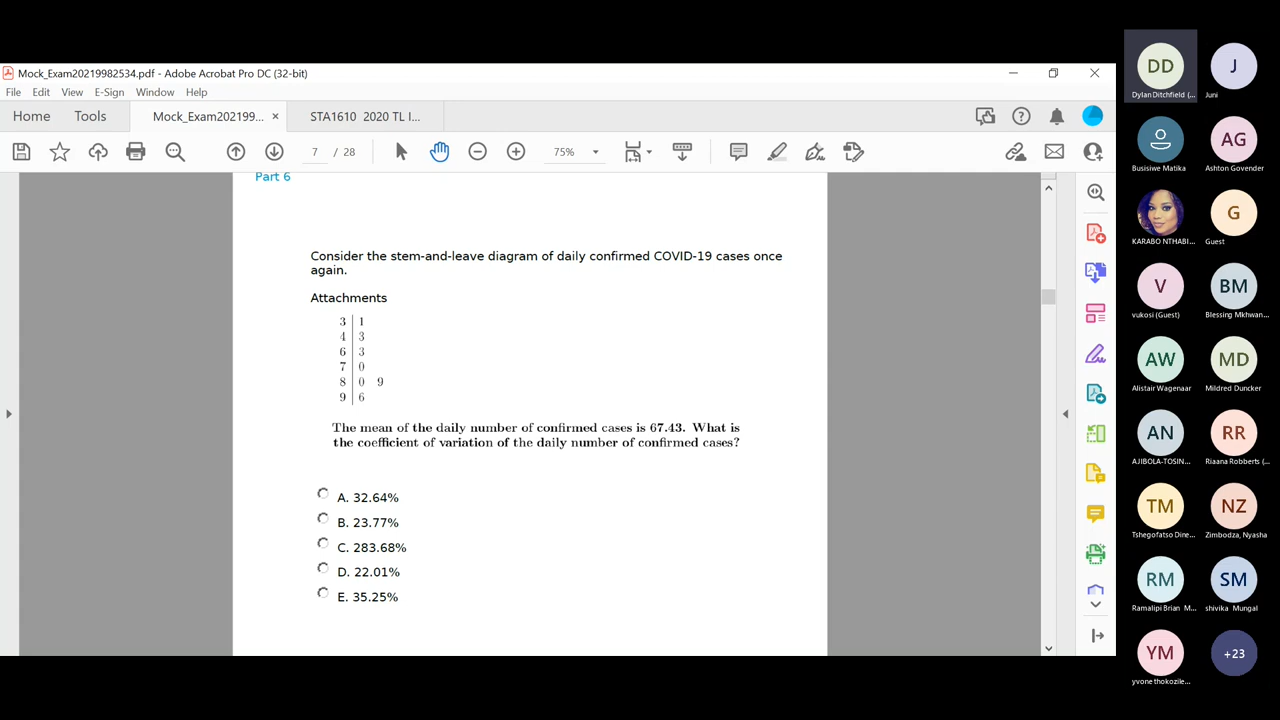 Mock_Exam20219982534.pdf - Adobe Acrobat Pro DC (32-bit)
File Edit View E-Sign Window Help
Home Tools Mock_Exam202199... × STA1610 2020 TL I...
7 / 28 75%
Part 6
Consider the stem-and-leave diagram of daily confirmed COVID-19 cases once
again.
Attachments
3 | 1
4 | 3
6 | 3
7 | 0
8 | 0 9
9 | 6
The mean of the daily number of confirmed cases is 67.43. What is
the coefficient of variation of the daily number of confirmed cases?
A. 32.64%
B. 23.77%
C. 283.68%
D. 22.01%
E. 35.25%
DD J
Dylan Ditchfield (... Juni
AG
Busisiwe Matika Ashton Govender
G
KARABO NTHABI... Guest
V BM
vukosi (Guest) Blessing Mkhwan...
AW MD
Alistair Wagenaar Mildred Duncker
AN RR
AJIBOLA-TOSIN... Riaana Robberts (...
TM NZ
Tshegofatso Dine... Zimbodza, Nyasha
RM SM
Ramalipi Brian M... shivika Mungal
YM +23
yvone thokozile...